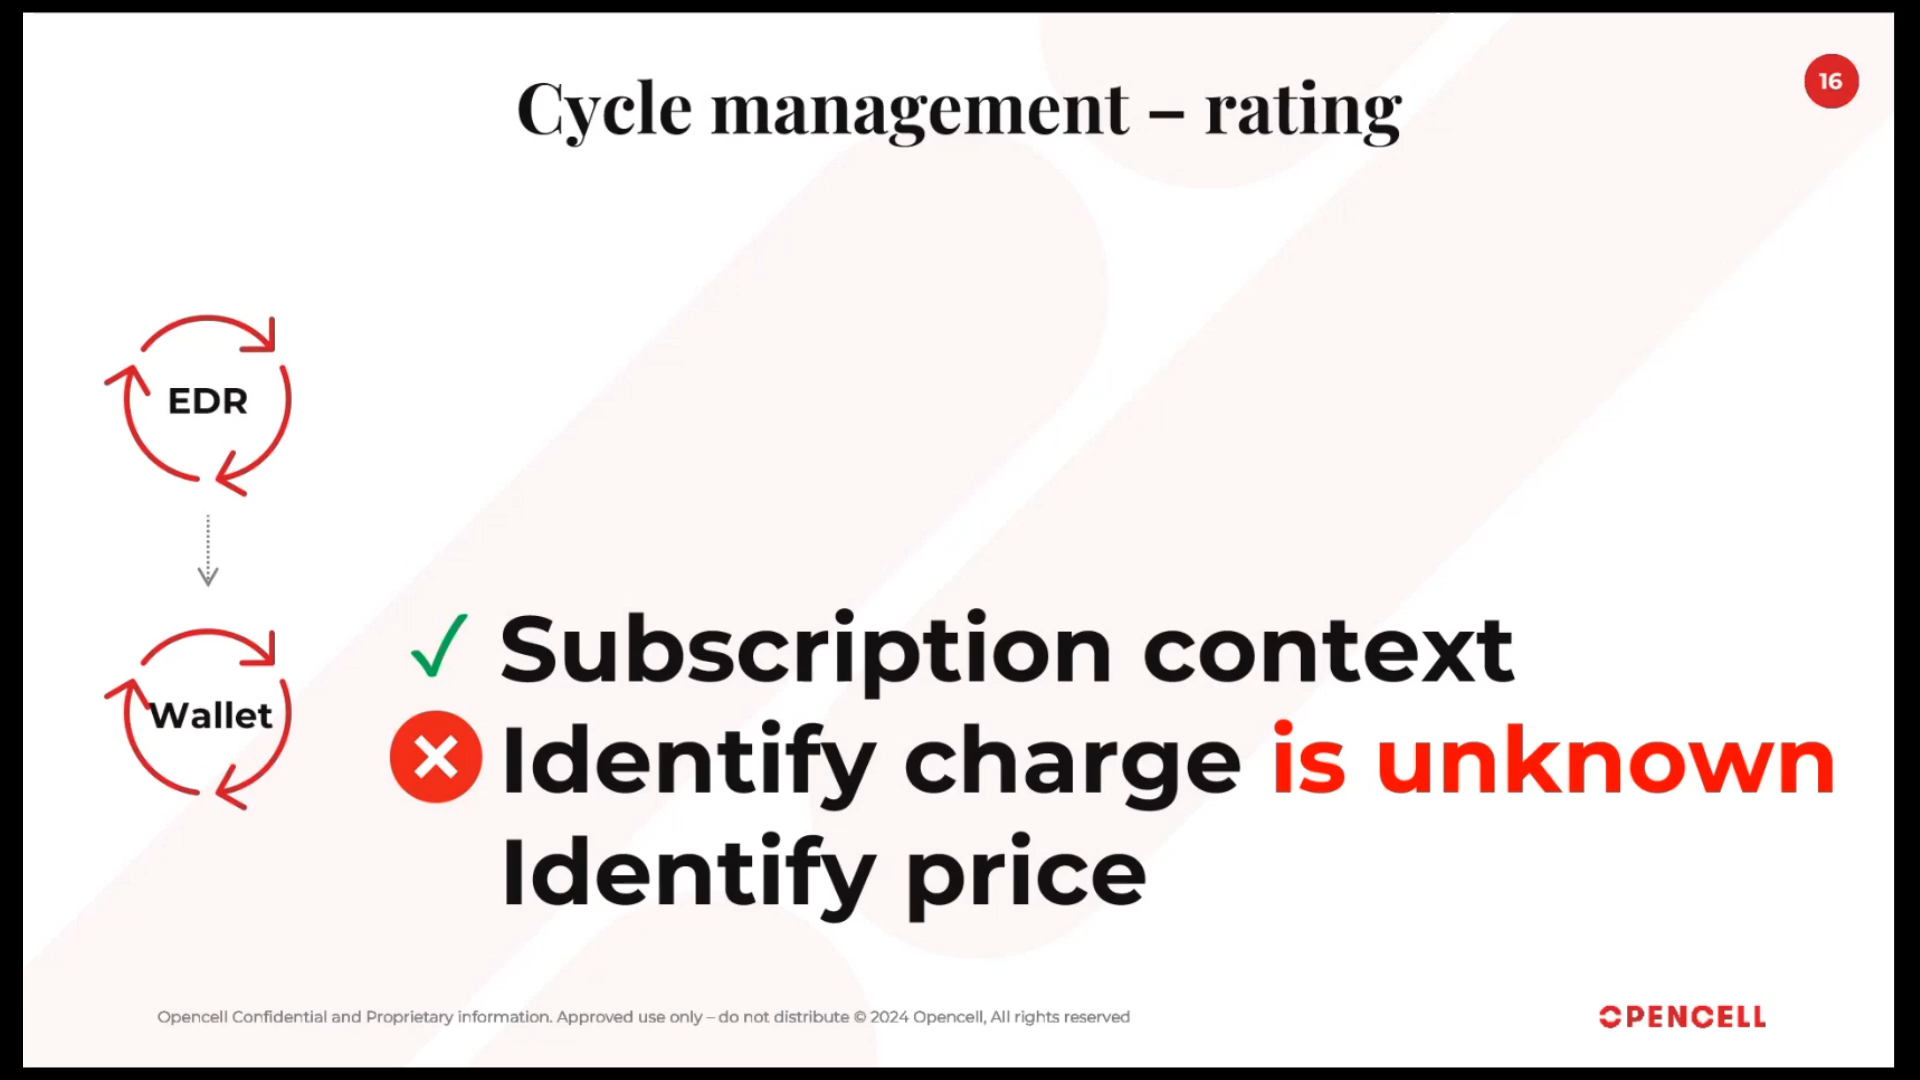 Cycle management – rating
16
EDR
Wallet
✓ Subscription context
Identify charge is unknown
Identify price
Opencell Confidential and Proprietary information. Approved use only – do not distribute © 2024 Opencell, All rights reserved
OPENCELL